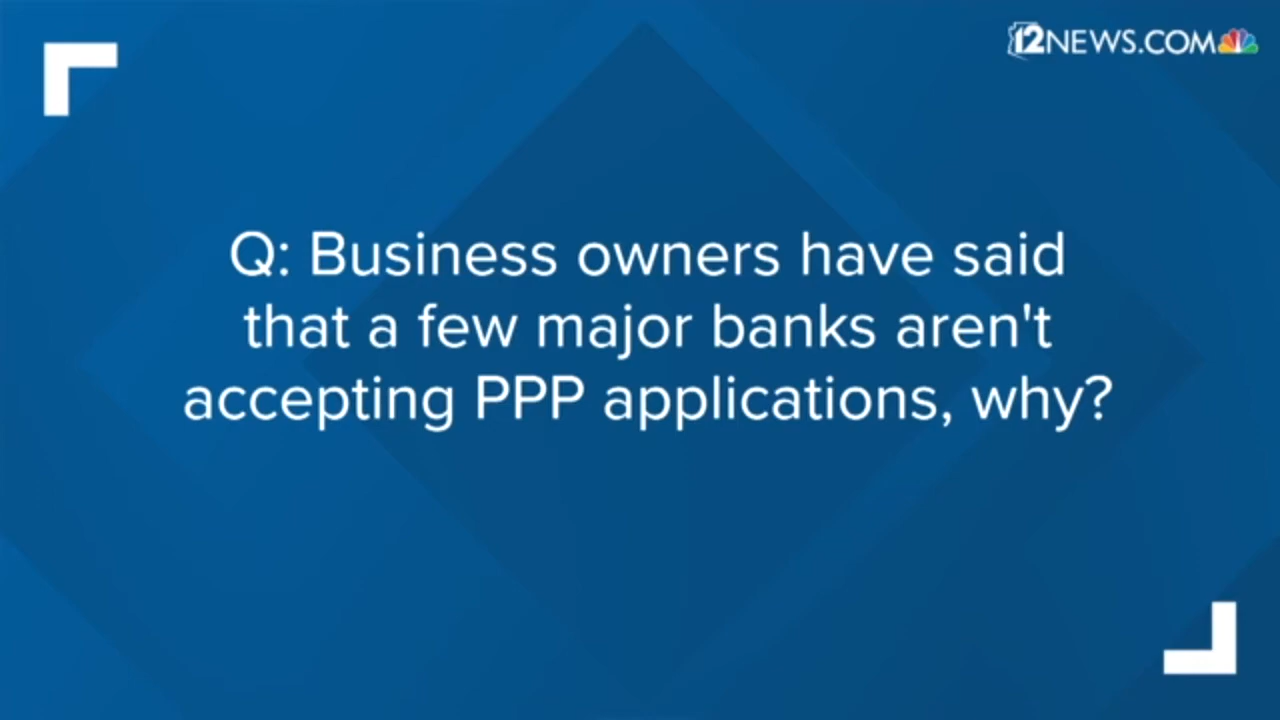 12NEWS.COM
Q: Business owners have said
that a few major banks aren't
accepting PPP applications, why?